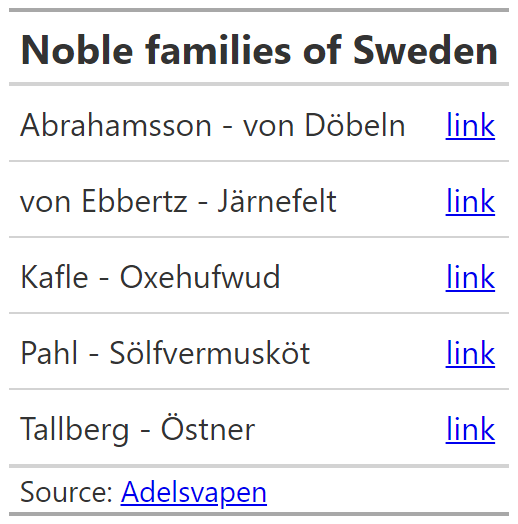 Noble families of Sweden
Abrahamsson - von Döbeln link
von Ebbertz - Järnefelt link
Kafle - Oxehufwud link
Pahl - Sölfvermusköt link
Tallberg - Östner link
Source: Adelsvapen